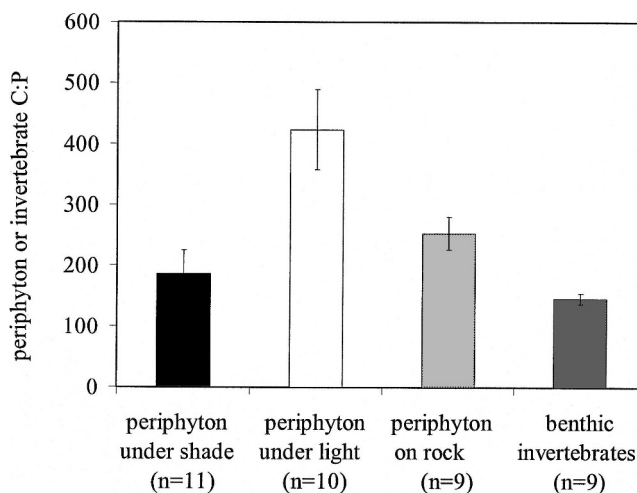 periphyton or invertebrate C:P
600
500
400
300
200
100
0
periphyton
under shade
(n=11)
periphyton
under light
(n=10)
periphyton
on rock
(n=9)
benthic
invertebrates
(n=9)